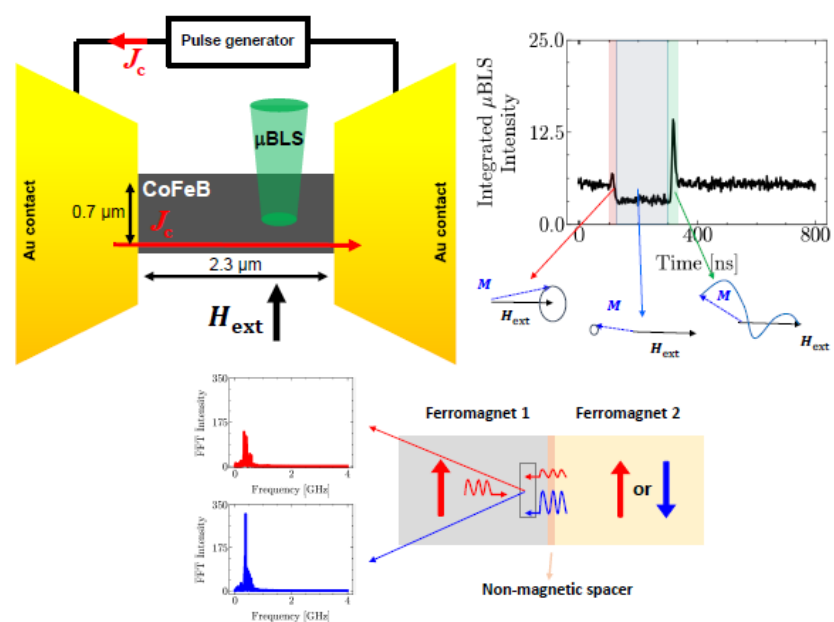 Pulse generator
J_c
μBLS
CoFeB
Au contact
0.7 μm
J_c
2.3 μm
H_ext
Au contact
Integrated μBLS
Intensity
25.0
12.5
0.0
0
400
800
Time [ns]
M
H_ext
M
H_ext
M
H_ext
FFT Intensity
350
0
0
2
4
Frequency [GHz]
FFT Intensity
350
0
0
2
4
Frequency [GHz]
Ferromagnet 1
Ferromagnet 2
or
Non-magnetic spacer